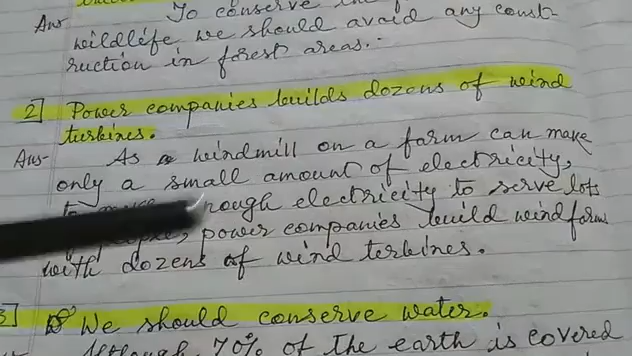 To conserve the
Ans wildlife we should avoid any const-
ruction in forest areas.
2] Power companies builds dozens of wind
turbines.
Ans- As a windmill on a farm can make
only a small amount of electricity,
enough electricity to serve lots
power companies build wind farms
with dozens of wind terbines.
3] We should conserve water.
Although 70% of the earth is covered